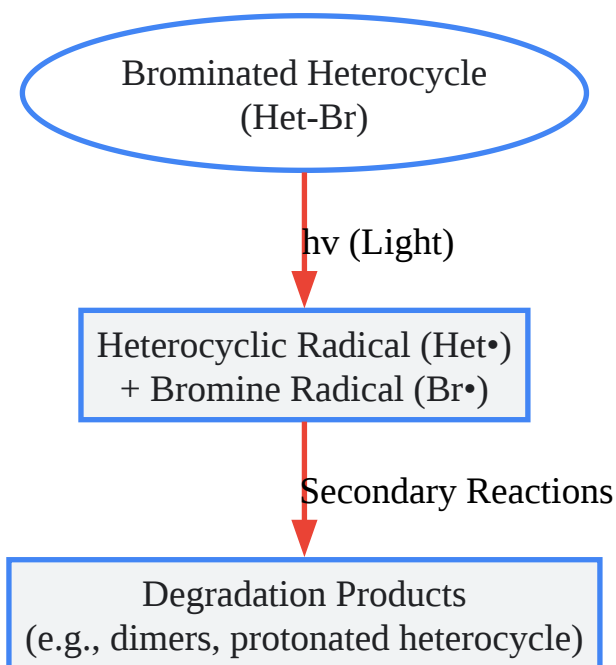 Brominated Heterocycle
(Het-Br)
hv (Light)
Heterocyclic Radical (Het•)
+ Bromine Radical (Br•)
Secondary Reactions
Degradation Products
(e.g., dimers, protonated heterocycle)